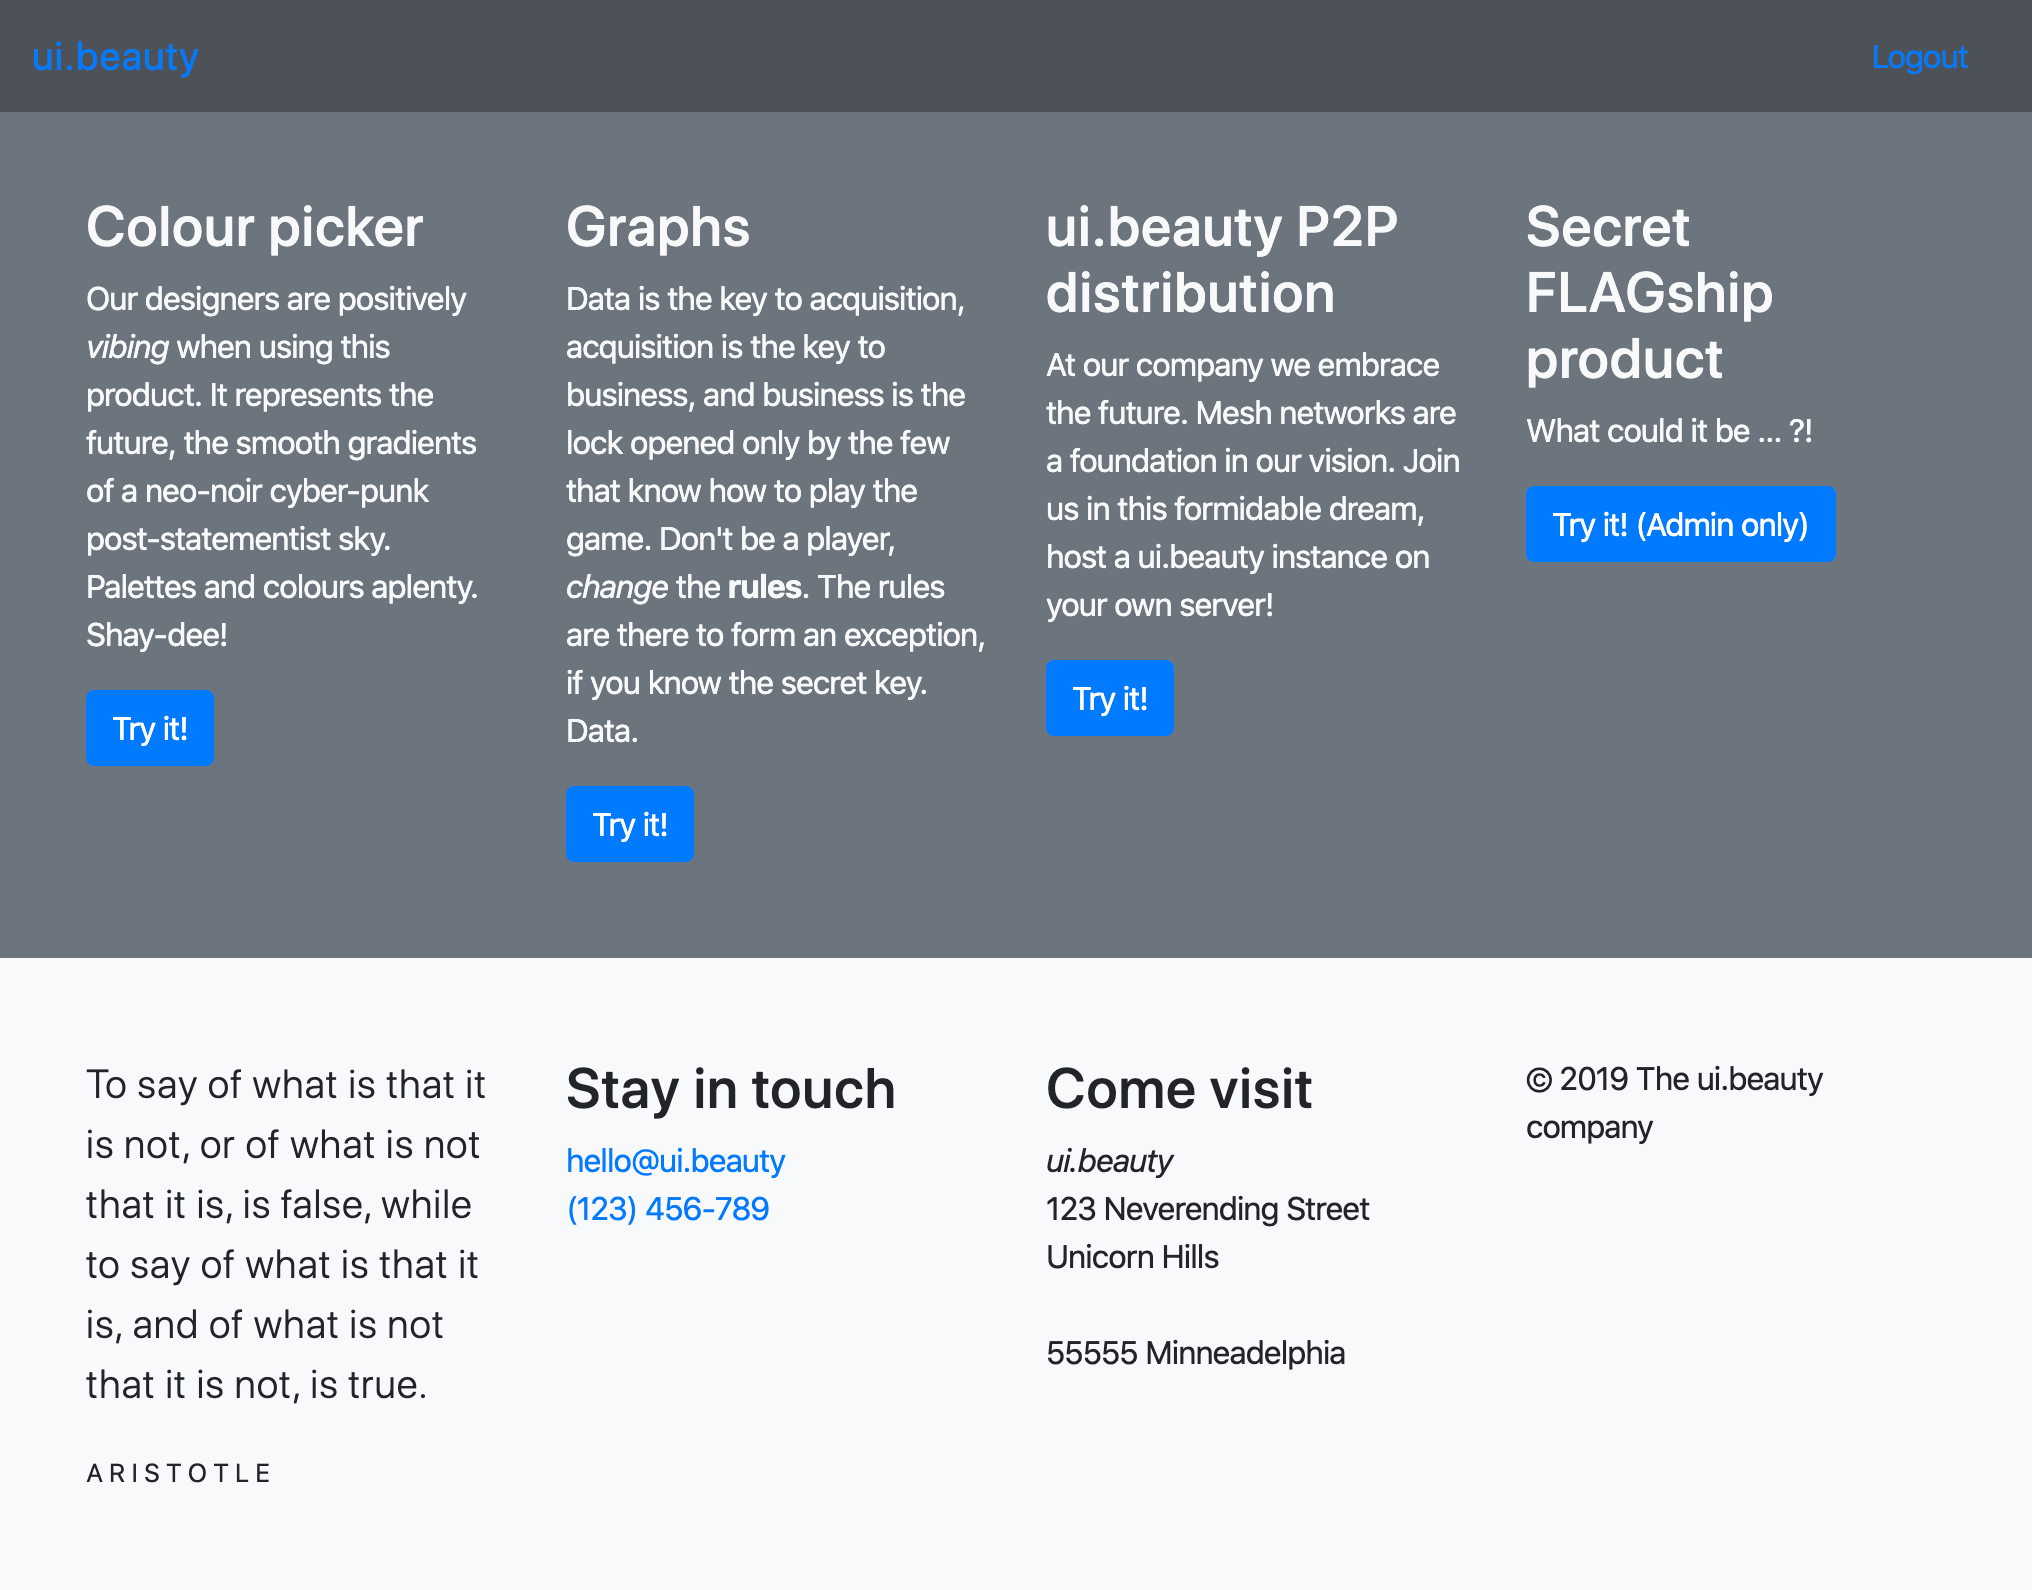 ui.beauty
Logout
Colour picker
Our designers are positively
vibing when using this
product. It represents the
future, the smooth gradients
of a neo-noir cyber-punk
post-statementist sky.
Palettes and colours aplenty.
Shay-dee!
Try it!
Graphs
Data is the key to acquisition,
acquisition is the key to
business, and business is the
lock opened only by the few
that know how to play the
game. Don't be a player,
change the rules. The rules
are there to form an exception,
if you know the secret key.
Data.
Try it!
ui.beauty P2P
distribution
At our company we embrace
the future. Mesh networks are
a foundation in our vision. Join
us in this formidable dream,
host a ui.beauty instance on
your own server!
Try it!
Secret
FLAGship
product
What could it be ... ?!
Try it! (Admin only)
To say of what is that it
is not, or of what is not
that it is, is false, while
to say of what is that it
is, and of what is not
that it is not, is true.
ARISTOTLE
Stay in touch
hello@ui.beauty
(123) 456-789
Come visit
ui.beauty
123 Neverending Street
Unicorn Hills
55555 Minneadelphia
© 2019 The ui.beauty
company